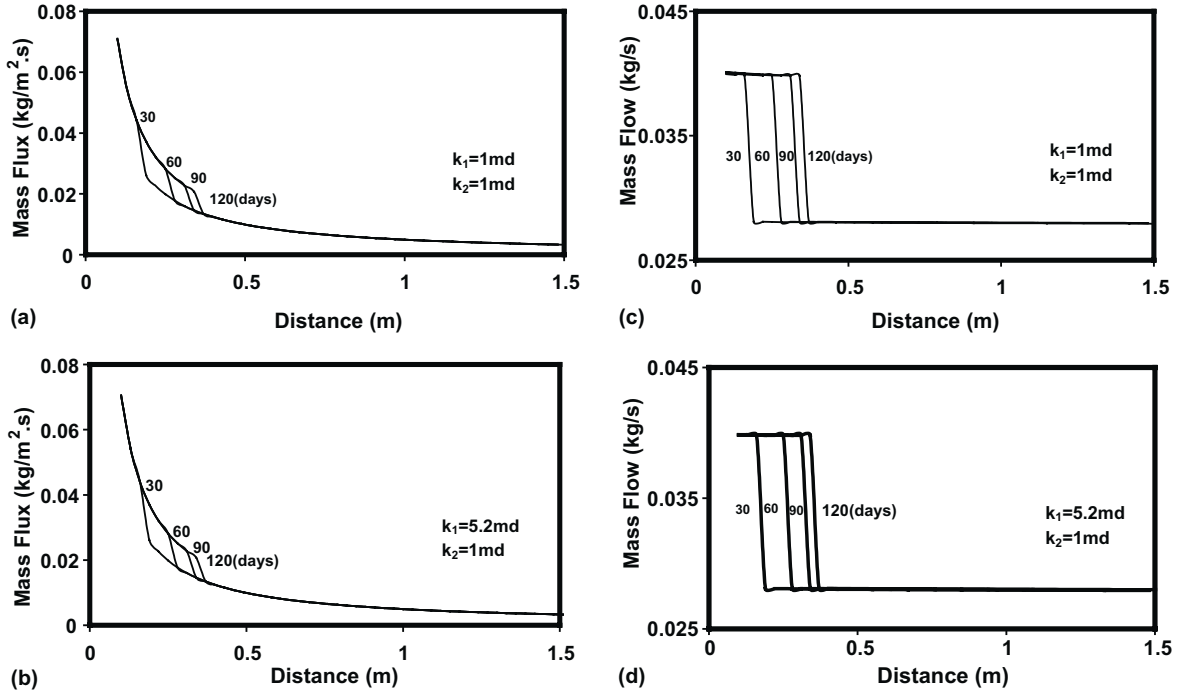 0.08
0.06
0.04
0.02
0
Mass Flux (kg/m².s)
30
60
90
120(days)
k₁=1md
k₂=1md
0 0.5 1 1.5
(a)
Distance (m)
0.045
0.035
0.025
Mass Flow (kg/s)
30 60 90 120(days)
k₁=1md
k₂=1md
0 0.5 1 1.5
(c)
Distance (m)
0.08
0.06
0.04
0.02
0
Mass Flux (kg/m².s)
30
60
90
120(days)
k₁=5.2md
k₂=1md
0 0.5 1 1.5
(b)
Distance (m)
0.045
0.035
0.025
Mass Flow (kg/s)
30 60 90 120(days)
k₁=5.2md
k₂=1md
0 0.5 1 1.5
(d)
Distance (m)